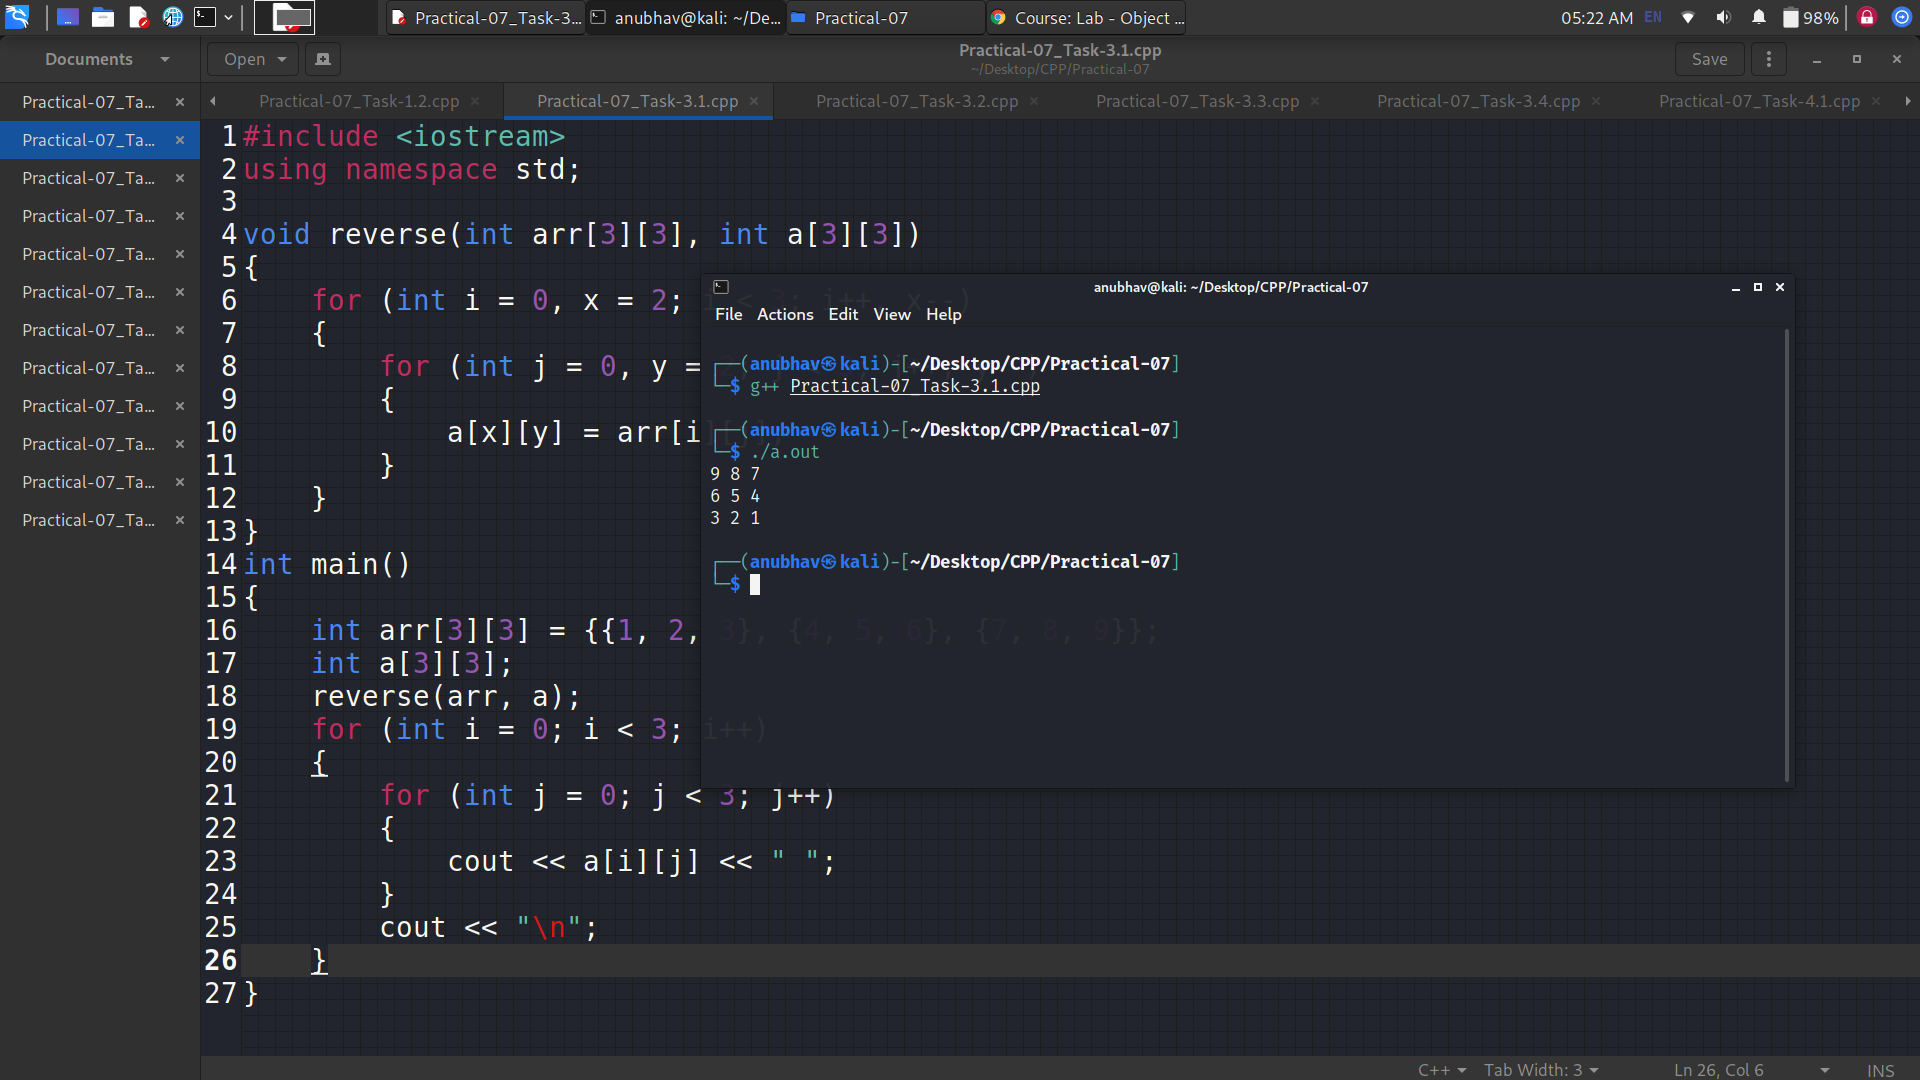 Practical-07_Task-3...
anubhav@kali: ~/De...
Practical-07
Course: Lab - Object ...
05:22 AM
EN
98%
Documents
Open
Practical-07_Task-3.1.cpp
~/Desktop/CPP/Practical-07
Save
Practical-07_Ta...
Practical-07_Ta...
Practical-07_Ta...
Practical-07_Ta...
Practical-07_Ta...
Practical-07_Ta...
Practical-07_Ta...
Practical-07_Ta...
Practical-07_Ta...
Practical-07_Ta...
Practical-07_Ta...
Practical-07_Ta...
Practical-07_Task-1.2.cpp
Practical-07_Task-3.1.cpp
Practical-07_Task-3.2.cpp
Practical-07_Task-3.3.cpp
Practical-07_Task-3.4.cpp
Practical-07_Task-4.1.cpp
1 #include <iostream>
2 using namespace std;
3
4 void reverse(int arr[3][3], int a[3][3])
5 {
6     for (int i = 0, x = 2; i < 3; i++, x--)
7     {
8         for (int j = 0, y =
9         {
10             a[x][y] = arr[i]
11         }
12     }
13 }
14 int main()
15 {
16     int arr[3][3] = {{1, 2, 3}, {4, 5, 6}, {7, 8, 9}};
17     int a[3][3];
18     reverse(arr, a);
19     for (int i = 0; i < 3; i++)
20     {
21         for (int j = 0; j < 3; j++)
22         {
23             cout << a[i][j] << " ";
24         }
25         cout << "\n";
26     }
27 }
anubhav@kali: ~/Desktop/CPP/Practical-07
File Actions Edit View Help
┌──(anubhav㉿kali)-[~/Desktop/CPP/Practical-07]
└─$ g++ Practical-07_Task-3.1.cpp
┌──(anubhav㉿kali)-[~/Desktop/CPP/Practical-07]
└─$ ./a.out
9 8 7
6 5 4
3 2 1
┌──(anubhav㉿kali)-[~/Desktop/CPP/Practical-07]
└─$
C++
Tab Width: 3
Ln 26, Col 6
INS